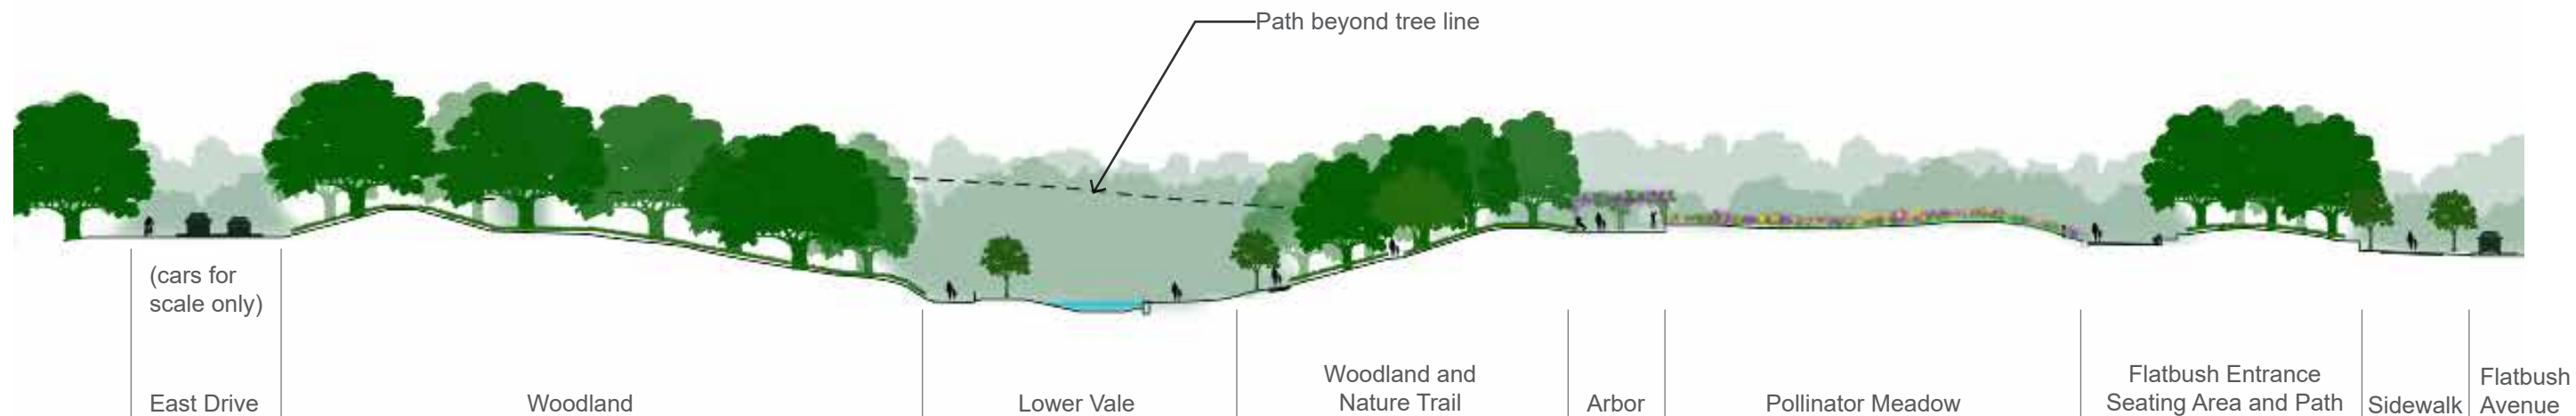 Path beyond tree line
(cars for
scale only)
East Drive
Woodland
Lower Vale
Woodland and
Nature Trail
Arbor
Pollinator Meadow
Flatbush Entrance
Seating Area and Path
Sidewalk
Flatbush
Avenue